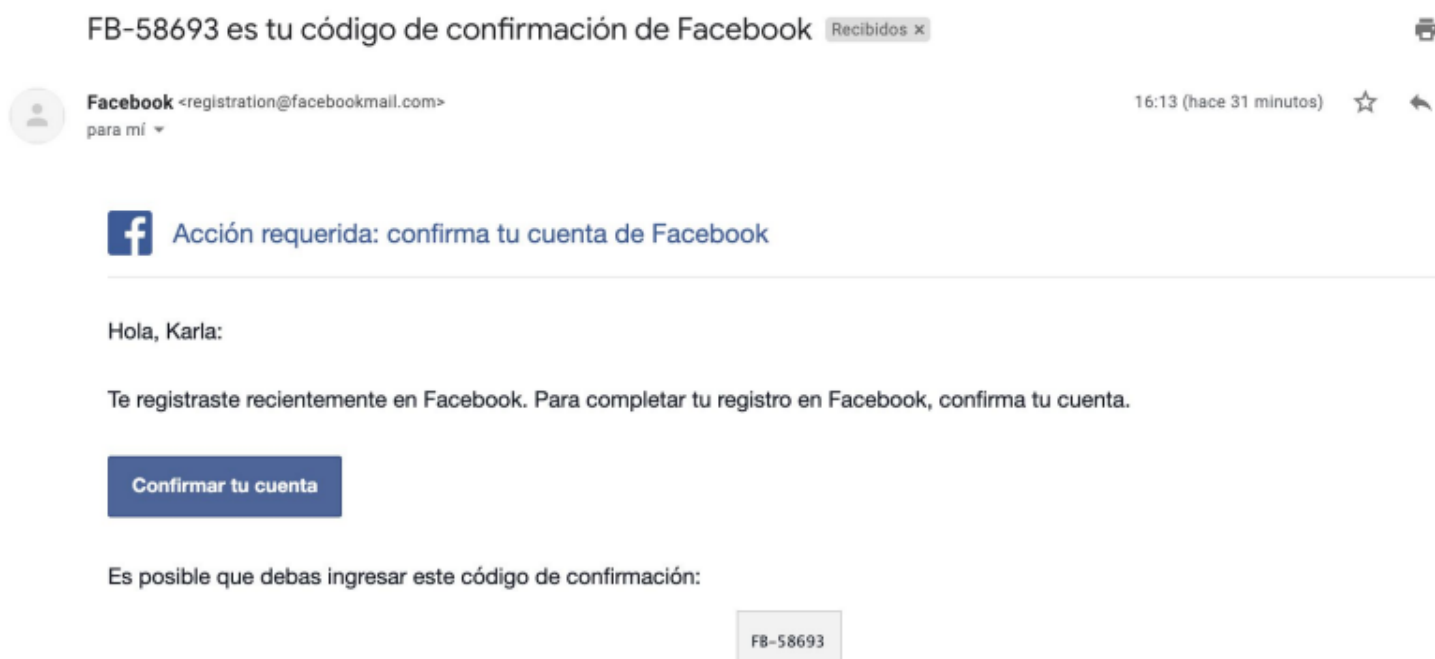 FB-58693 es tu código de confirmación de Facebook Recibidos x
Facebook <registration@facebookmail.com> 16:13 (hace 31 minutos)
para mí
Acción requerida: confirma tu cuenta de Facebook
Hola, Karla:
Te registraste recientemente en Facebook. Para completar tu registro en Facebook, confirma tu cuenta.
Confirmar tu cuenta
Es posible que debas ingresar este código de confirmación:
FB-58693